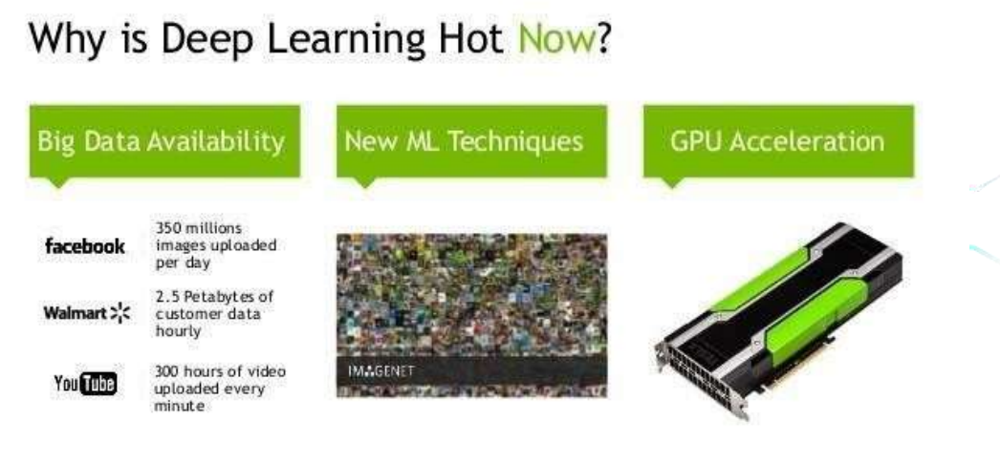 Why is Deep Learning Hot Now?
Big Data Availability
New ML Techniques
GPU Acceleration
facebook
350 millions
images uploaded
per day
Walmart
2.5 Petabytes of
customer data
hourly
YouTube
300 hours of video
uploaded every
minute
IMAGENET